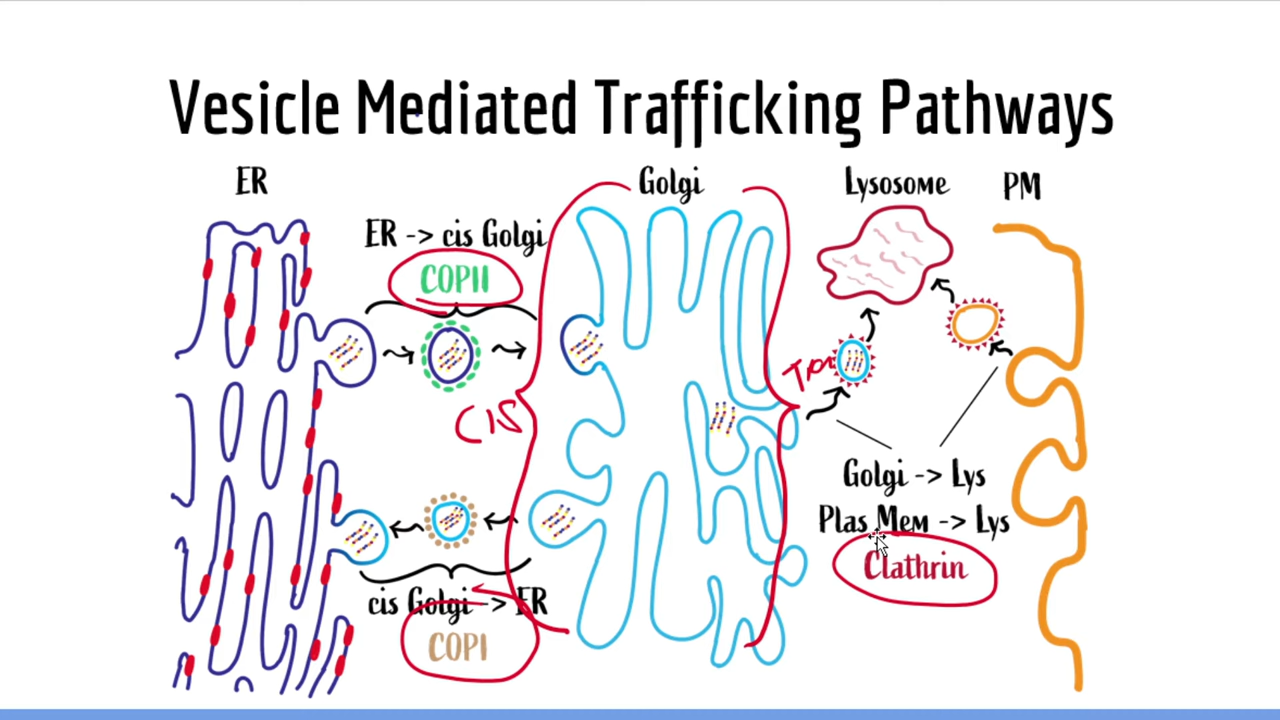 Vesicle Mediated Trafficking Pathways
ER
Golgi
Lysosome
PM
ER -> cis Golgi
COPII
CIS
cis Golgi -> ER
COPI
Golgi -> Lys
Plas Mem -> Lys
Clathrin